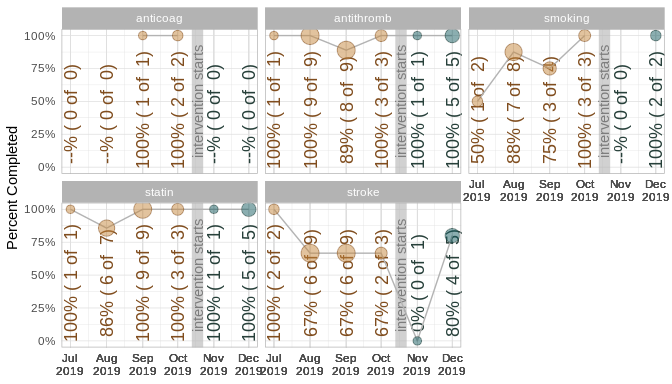 anticoag
antithromb
smoking
100%
75%
50%
25%
0%
--% ( 0 of 0)
--% ( 0 of 0)
100% ( 1 of 1)
100% ( 2 of 2)
intervention starts
--% ( 0 of 0)
--% ( 0 of 0)
100% ( 1 of 1)
100% ( 9 of 9)
89% ( 8 of 9)
100% ( 3 of 3)
intervention starts
100% ( 1 of 1)
100% ( 5 of 5)
50% ( 1 of 2)
88% ( 7 of 8)
75% ( 3 of 4)
100% ( 3 of 3)
intervention starts
--% ( 0 of 0)
100% ( 2 of 2)
Jul Aug Sep Oct Nov Dec
2019 2019 2019 2019 2019 2019
Percent Completed
statin
stroke
100%
75%
50%
25%
0%
100% ( 1 of 1)
86% ( 6 of 7)
100% ( 9 of 9)
100% ( 3 of 3)
intervention starts
100% ( 1 of 1)
100% ( 5 of 5)
100% ( 2 of 2)
67% ( 6 of 9)
67% ( 6 of 9)
67% ( 2 of 3)
intervention starts
0% ( 0 of 1)
80% ( 4 of 5)
Jul Aug Sep Oct Nov Dec
2019 2019 2019 2019 2019 2019
Jul Aug Sep Oct Nov Dec
2019 2019 2019 2019 2019 2019